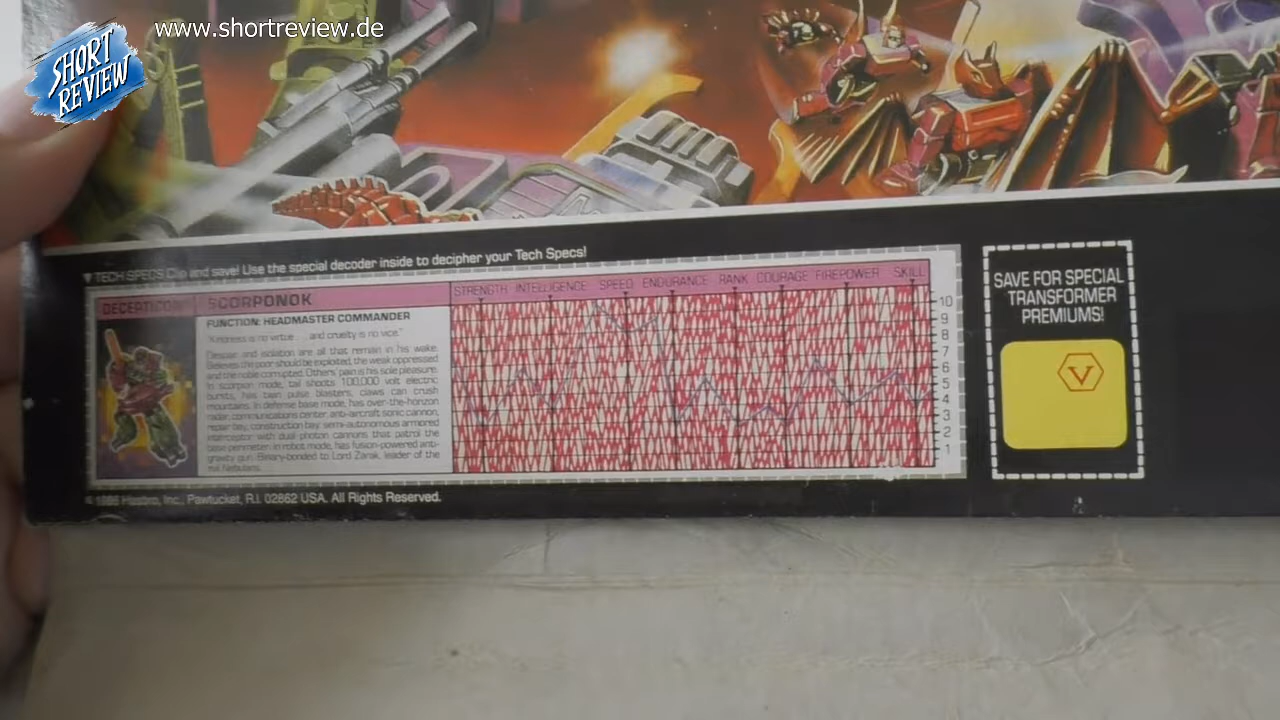 www.shortreview.de
SHORT
REVIEW
▼ TECH SPECS Clip and save! Use the special decoder inside to decipher your Tech Specs!
DECEPTICON SCORPONOK
STRENGTH INTELLIGENCE SPEED ENDURANCE RANK COURAGE FIREPOWER SKILL
FUNCTION: HEADMASTER COMMANDER
"Kindness is no virtue . . . and cruelty is no vice."
Despair and isolation are all that remain in his wake.
Believes the poor should be exploited, the weak oppressed
and the noble corrupted. Others' pain is his sole pleasure.
In scorpion mode, tail shoots 100,000 volt electric
bursts, has twin pulse blasters, claws can crush
mountains. In defense base mode, has over-the-horizon
radar, communications center, anti-aircraft sonic cannon,
repair bay, construction bay, semi-autonomous armored
interceptor with dual photon cannons that patrol the
base perimeter. In robot mode, has fusion-powered anti-
gravity gun. Binary-bonded to Lord Zarak, leader of the
evil Nebulans.
10
9
8
7
6
5
4
3
2
1
© 1986 Hasbro, Inc., Pawtucket, R.I. 02862 USA. All Rights Reserved.
SAVE FOR SPECIAL
TRANSFORMER
PREMIUMS!
V